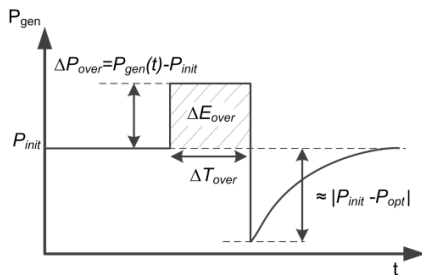 P_gen
ΔP_over=P_gen(t)-P_init
ΔE_over
P_init
ΔT_over
≈ |P_init -P_opt|
t